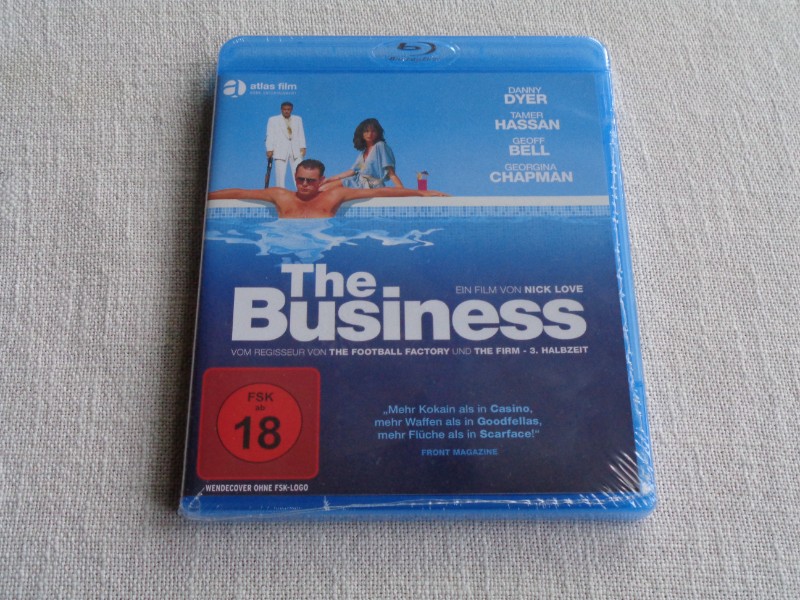 atlas film
DANNY
DYER
TAMER
HASSAN
GEOFF
BELL
GEORGINA
CHAPMAN
The
Business
EIN FILM VON NICK LOVE
VOM REGISSEUR VON THE FOOTBALL FACTORY UND THE FIRM - 3. HALBZEIT
FSK
ab
18
„Mehr Kokain als in Casino,
mehr Waffen als in Goodfellas,
mehr Flüche als in Scarface!“
FRONT MAGAZINE
WENDECOVER OHNE FSK-LOGO